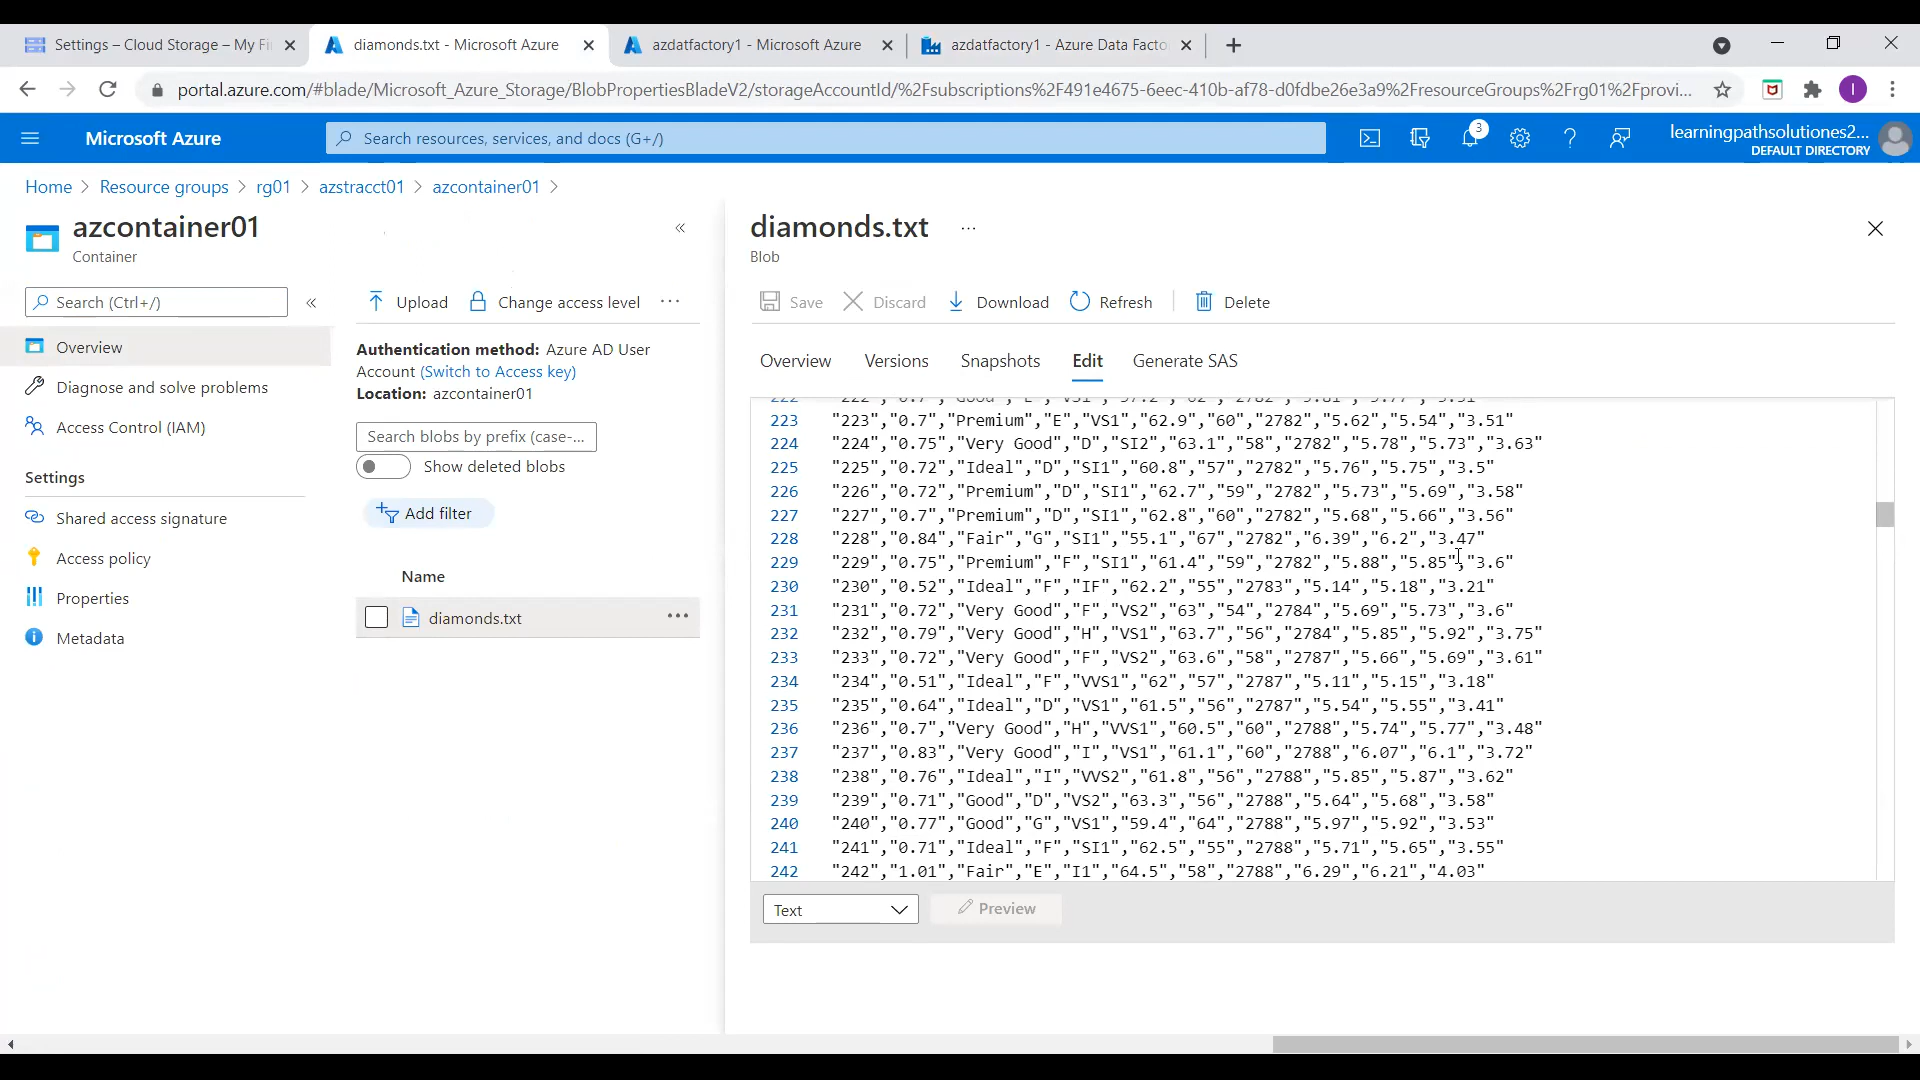 Settings – Cloud Storage – My Fi
diamonds.txt - Microsoft Azure
azdatfactory1 - Microsoft Azure
azdatfactory1 - Azure Data Facto
portal.azure.com/#blade/Microsoft_Azure_Storage/BlobPropertiesBladeV2/storageAccountId/%2Fsubscriptions%2F491e4675-6eec-410b-af78-d0fdbe26e3a9%2FresourceGroups%2Frg01%2Fprovi...
I
Microsoft Azure
Search resources, services, and docs (G+/)
3
learningpathsolutiones2...
DEFAULT DIRECTORY
Home > Resource groups > rg01 > azstracct01 > azcontainer01 >
azcontainer01
Container
Search (Ctrl+/)
Overview
Diagnose and solve problems
Access Control (IAM)
Settings
Shared access signature
Access policy
Properties
Metadata
Upload
Change access level
Authentication method: Azure AD User
Account (Switch to Access key)
Location: azcontainer01
Search blobs by prefix (case-...
Show deleted blobs
Add filter
Name
diamonds.txt
diamonds.txt
Blob
Save
Discard
Download
Refresh
Delete
Overview
Versions
Snapshots
Edit
Generate SAS
223 "223","0.7","Premium","E","VS1","62.9","60","2782","5.62","5.54","3.51"
224 "224","0.75","Very Good","D","SI2","63.1","58","2782","5.78","5.73","3.63"
225 "225","0.72","Ideal","D","SI1","60.8","57","2782","5.76","5.75","3.5"
226 "226","0.72","Premium","D","SI1","62.7","59","2782","5.73","5.69","3.58"
227 "227","0.7","Premium","D","SI1","62.8","60","2782","5.68","5.66","3.56"
228 "228","0.84","Fair","G","SI1","55.1","67","2782","6.39","6.2","3.47"
229 "229","0.75","Premium","F","SI1","61.4","59","2782","5.88","5.85","3.6"
230 "230","0.52","Ideal","F","IF","62.2","55","2783","5.14","5.18","3.21"
231 "231","0.72","Very Good","F","VS2","63","54","2784","5.69","5.73","3.6"
232 "232","0.79","Very Good","H","VS1","63.7","56","2784","5.85","5.92","3.75"
233 "233","0.72","Very Good","F","VS2","63.6","58","2787","5.66","5.69","3.61"
234 "234","0.51","Ideal","F","VVS1","62","57","2787","5.11","5.15","3.18"
235 "235","0.64","Ideal","D","VS1","61.5","56","2787","5.54","5.55","3.41"
236 "236","0.7","Very Good","H","VVS1","60.5","60","2788","5.74","5.77","3.48"
237 "237","0.83","Very Good","I","VS1","61.1","60","2788","6.07","6.1","3.72"
238 "238","0.76","Ideal","I","VVS2","61.8","56","2788","5.85","5.87","3.62"
239 "239","0.71","Good","D","VS2","63.3","56","2788","5.64","5.68","3.58"
240 "240","0.77","Good","G","VS1","59.4","64","2788","5.97","5.92","3.53"
241 "241","0.71","Ideal","F","SI1","62.5","55","2788","5.71","5.65","3.55"
242 "242","1.01","Fair","E","I1","64.5","58","2788","6.29","6.21","4.03"
Text
Preview